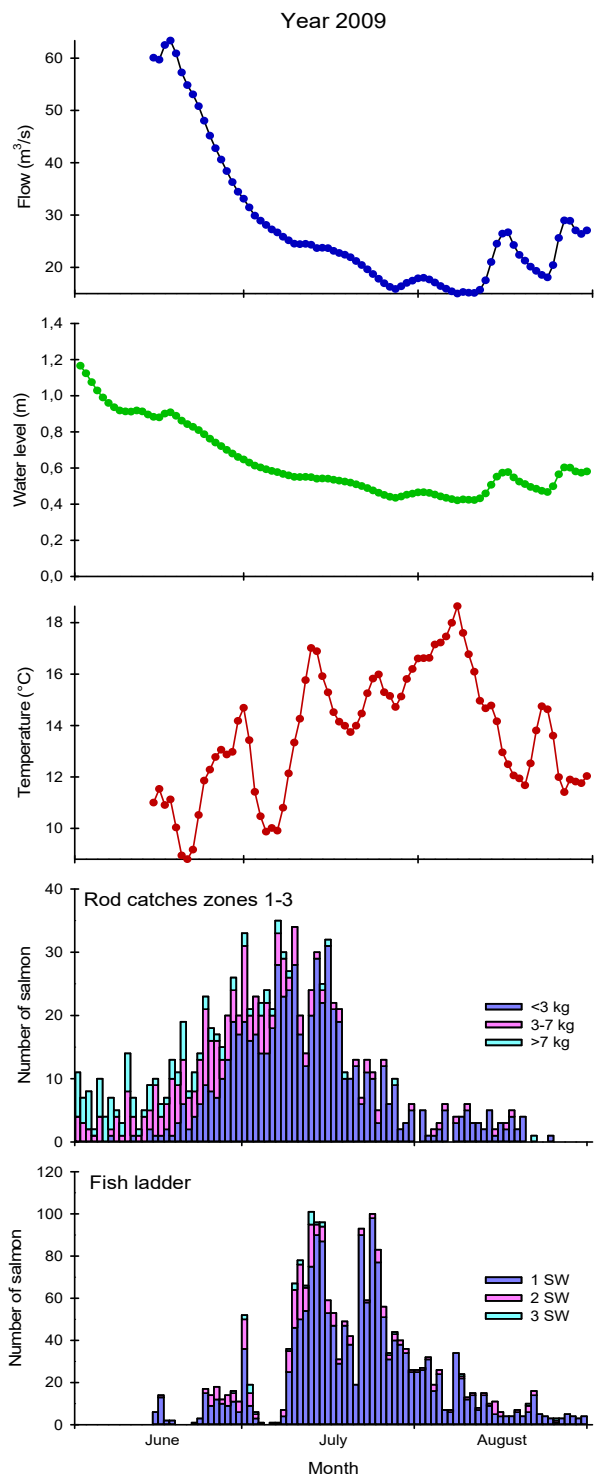 Year 2009
Flow (m³/s)
60
50
40
30
20
Water level (m)
1,4
1,2
1,0
0,8
0,6
0,4
0,2
0,0
Temperature (°C)
18
16
14
12
10
Rod catches zones 1-3
Number of salmon
40
30
20
10
0
<3 kg
3-7 kg
>7 kg
Fish ladder
Number of salmon
120
100
80
60
40
20
0
1 SW
2 SW
3 SW
June July August
Month